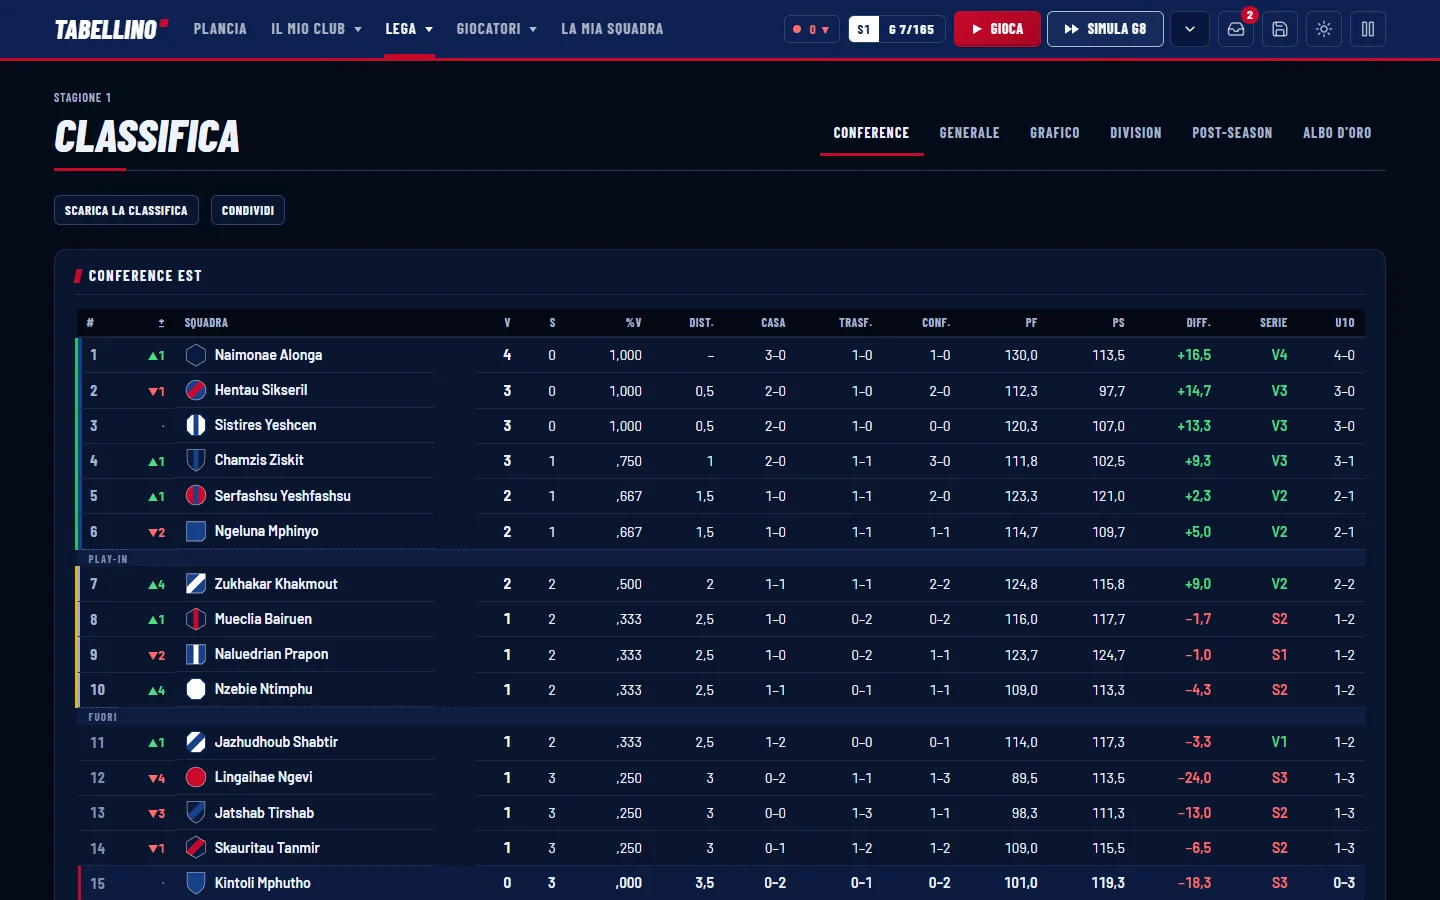 TABELLINO PLANCIA IL MIO CLUB LEGA GIOCATORI LA MIA SQUADRA 0 ▼ S1 G 7/165 GIOCA SIMULA G8 2
STAGIONE 1
CLASSIFICA
CONFERENCE GENERALE GRAFICO DIVISION POST-SEASON ALBO D'ORO
SCARICA LA CLASSIFICA CONDIVIDI
CONFERENCE EST
# ± SQUADRA V S %V DIST. CASA TRASF. CONF. PF PS DIFF. SERIE U10
1 ▲1 Naimonae Alonga 4 0 1,000 – 3–0 1–0 1–0 130,0 113,5 +16,5 V4 4–0
2 ▼1 Hentau Sikseril 3 0 1,000 0,5 2–0 1–0 2–0 112,3 97,7 +14,7 V3 3–0
3 · Sistires Yeshcen 3 0 1,000 0,5 2–0 1–0 0–0 120,3 107,0 +13,3 V3 3–0
4 ▲1 Chamzis Ziskit 3 1 ,750 1 2–0 1–1 3–0 111,8 102,5 +9,3 V3 3–1
5 ▲1 Serfashsu Yeshfashsu 2 1 ,667 1,5 1–0 1–1 2–0 123,3 121,0 +2,3 V2 2–1
6 ▼2 Ngeluna Mphinyo 2 1 ,667 1,5 1–0 1–1 1–1 114,7 109,7 +5,0 V2 2–1
PLAY-IN
7 ▲4 Zukhakar Khakmout 2 2 ,500 2 1–1 1–1 2–2 124,8 115,8 +9,0 V2 2–2
8 ▲1 Mueclia Bairuen 1 2 ,333 2,5 1–0 0–2 0–2 116,0 117,7 −1,7 S2 1–2
9 ▼2 Naluedrian Prapon 1 2 ,333 2,5 1–0 0–2 1–1 123,7 124,7 −1,0 S1 1–2
10 ▲4 Nzebie Ntimphu 1 2 ,333 2,5 1–1 0–1 1–1 109,0 113,3 −4,3 S2 1–2
FUORI
11 ▲1 Jazhudhoub Shabtir 1 2 ,333 2,5 1–2 0–0 0–1 114,0 117,3 −3,3 V1 1–2
12 ▼4 Lingaihae Ngevi 1 3 ,250 3 0–2 1–1 1–3 89,5 113,5 −24,0 S3 1–3
13 ▼3 Jatshab Tirshab 1 3 ,250 3 0–0 1–3 1–1 98,3 111,3 −13,0 S2 1–3
14 ▼1 Skauritau Tanmir 1 3 ,250 3 0–1 1–2 1–2 109,0 115,5 −6,5 S2 1–3
15 · Kintoli Mphutho 0 3 ,000 3,5 0–2 0–1 0–2 101,0 119,3 −18,3 S3 0–3